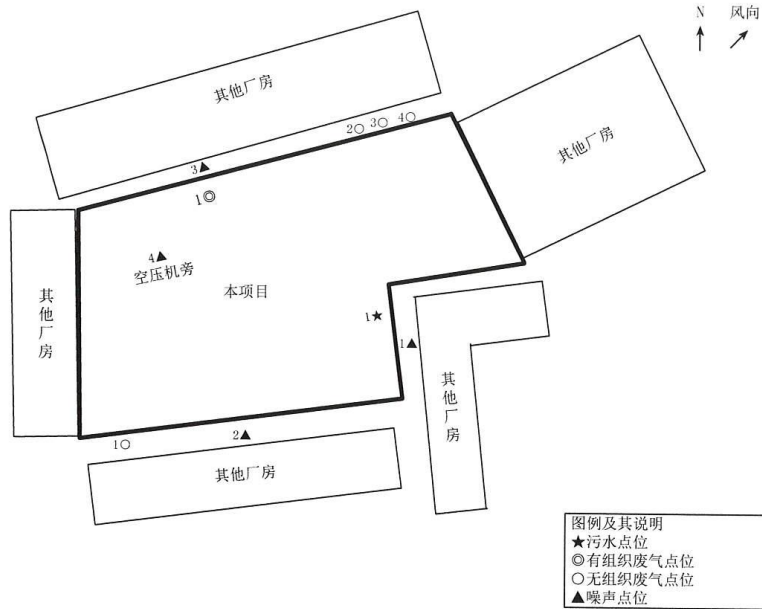 N 风向
其他厂房
2○ 3○ 4○
其他厂房
3▲
1◎
4▲
空压机旁
本项目
其他厂房
1★
1▲
其他厂房
1○
2▲
其他厂房
图例及其说明
★污水点位
◎有组织废气点位
○无组织废气点位
▲噪声点位